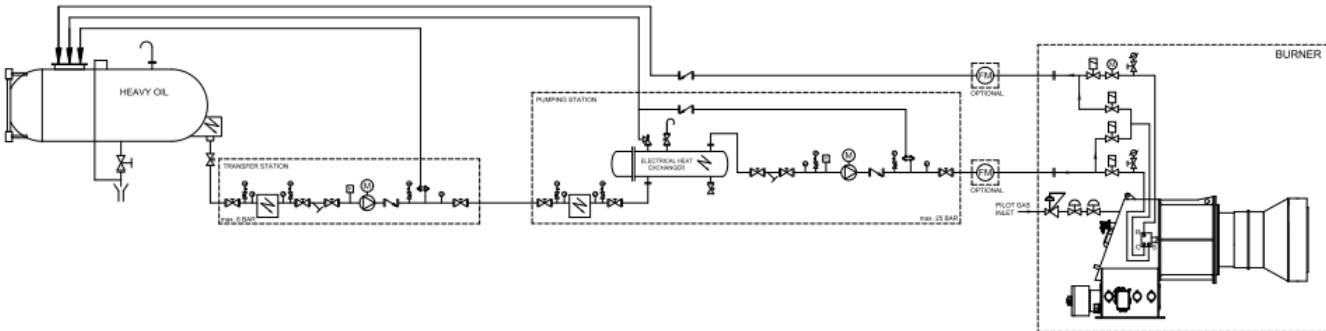 BURNER
HEAVY OIL
FM
OPTIONAL
PUMPING STATION
M
ELECTRICAL HEAT
EXCHANGER
TRANSFER STATION
M
M
FM
OPTIONAL
PILOT GAS
INLET
max. 6 BAR
max. 25 BAR